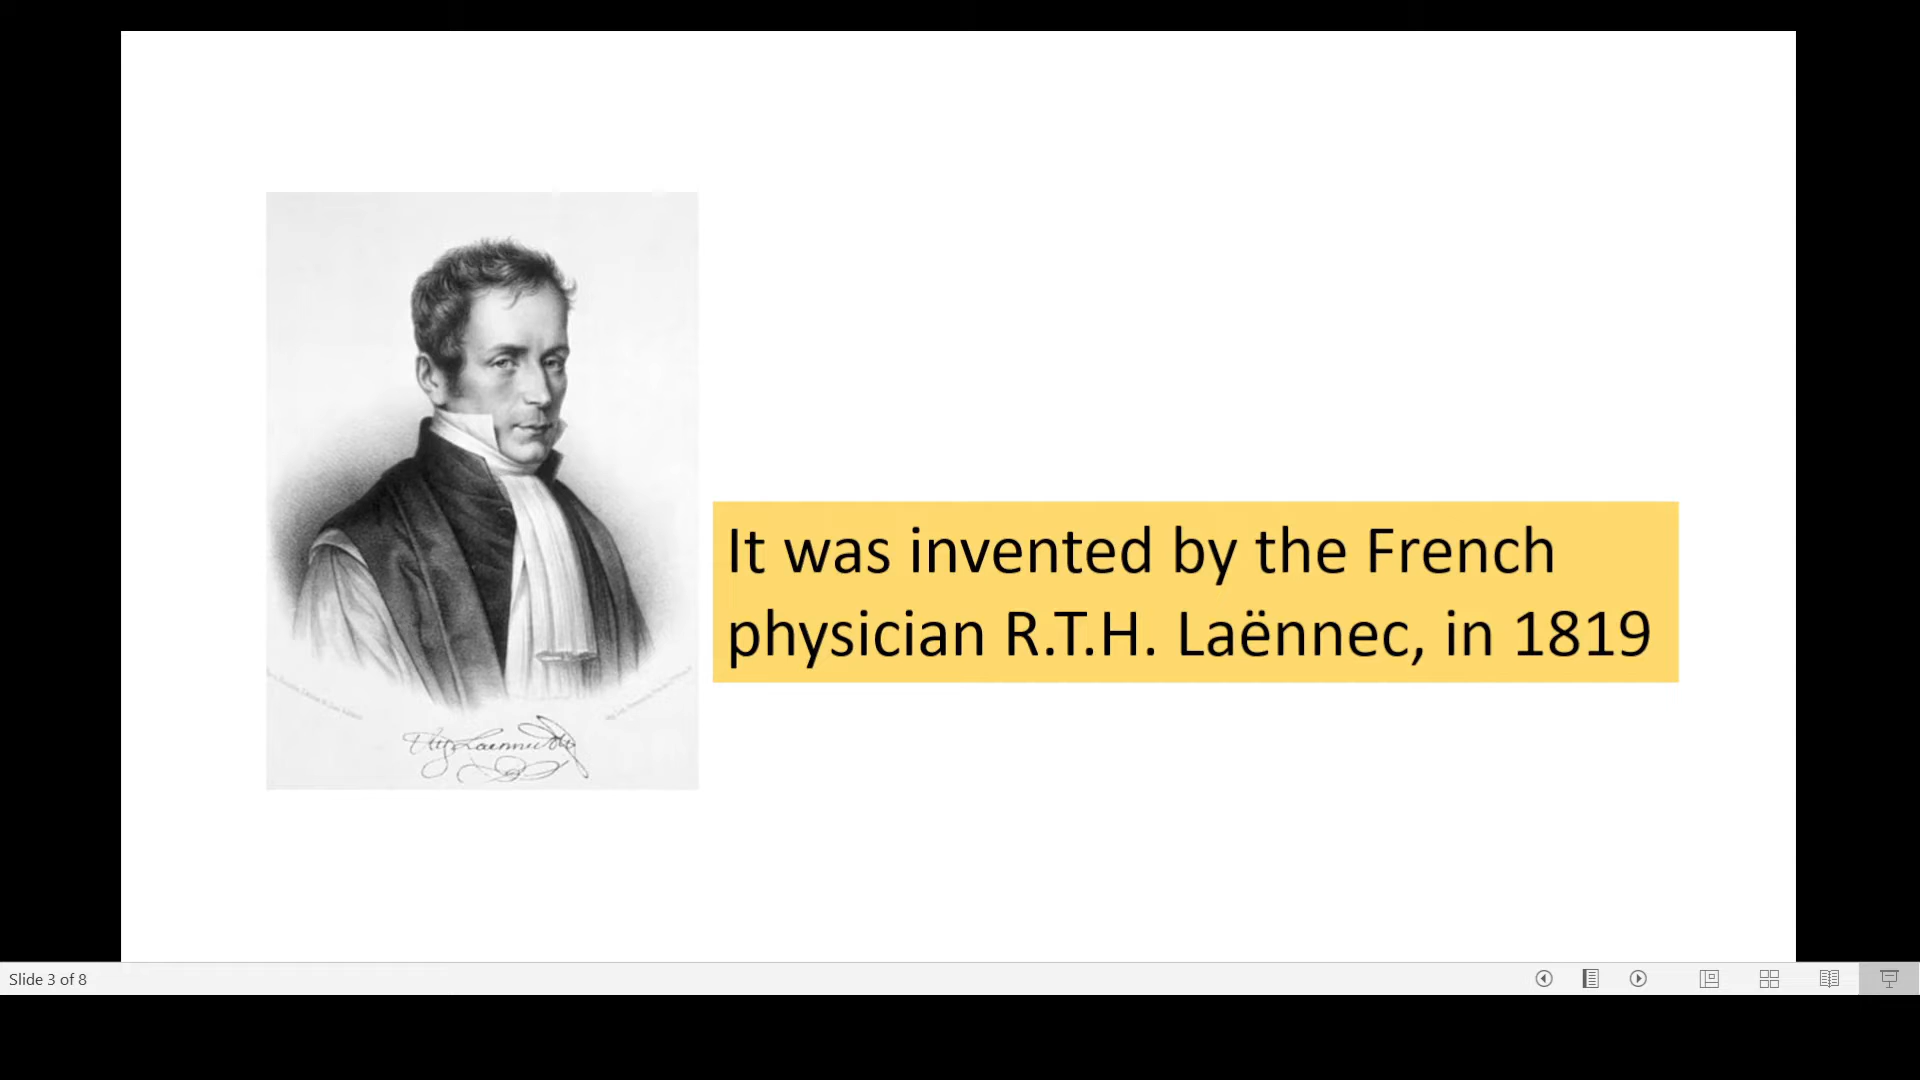 It was invented by the French
physician R.T.H. Laënnec, in 1819
Slide 3 of 8